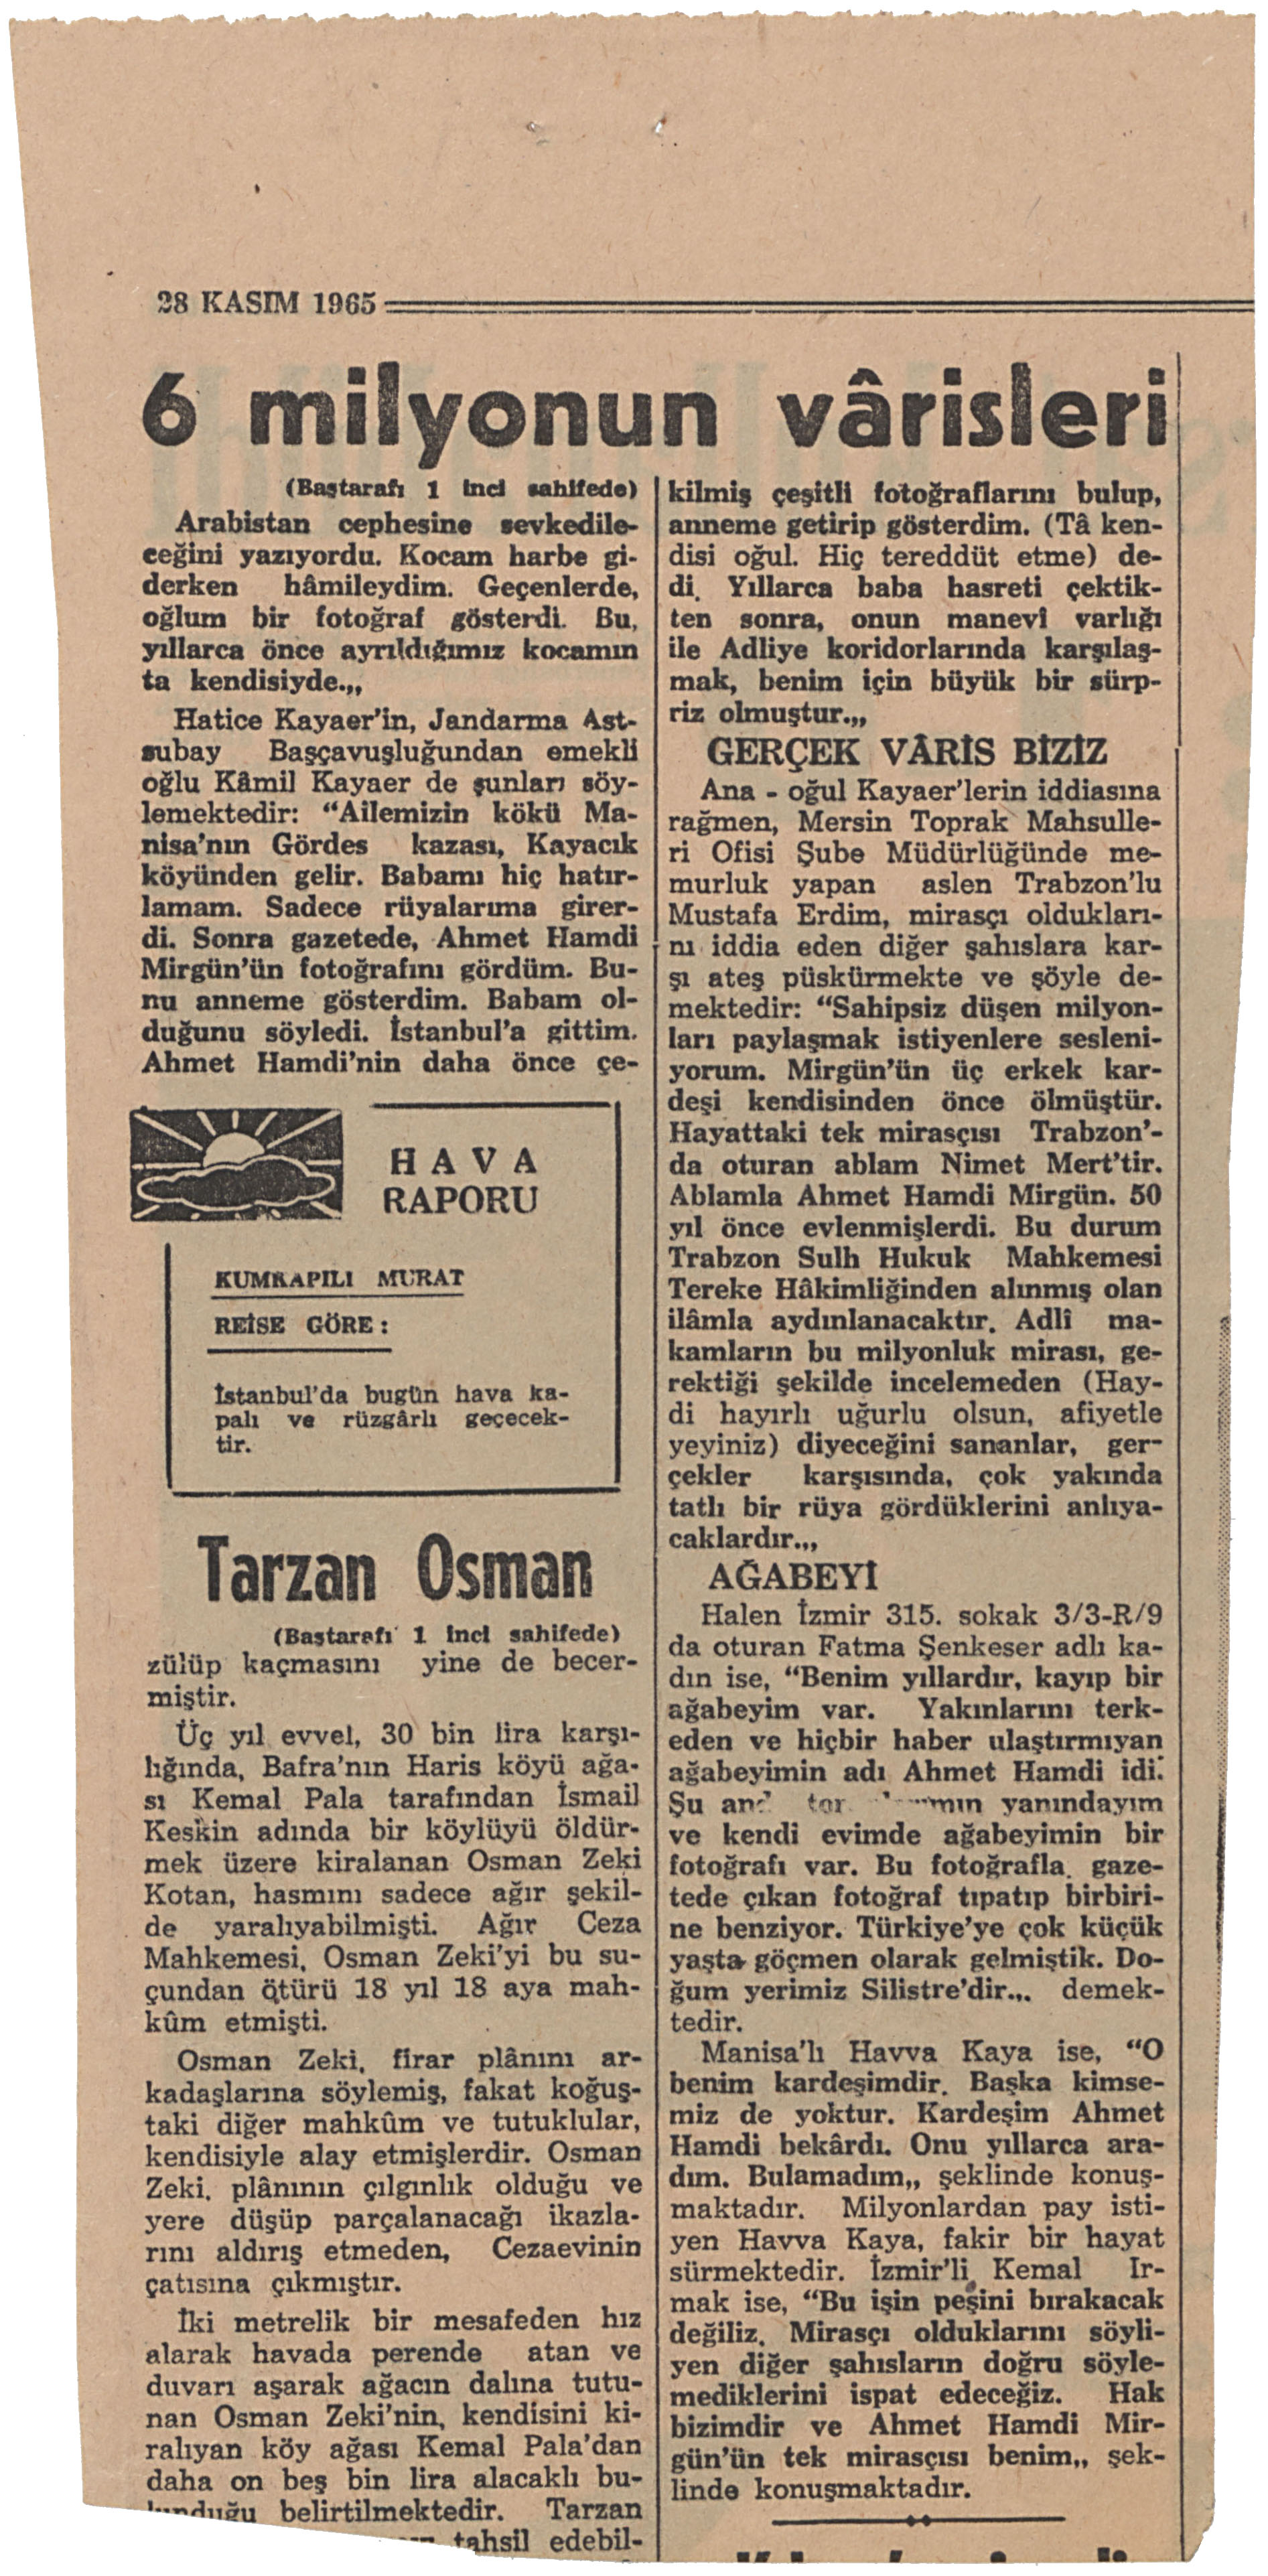 28 KASIM 1965
6 milyonun vârisleri
(Baştarafı 1 inci sahifede)
Arabistan cephesine sevkedile-
ceğini yazıyordu. Kocam harbe gi-
derken hâmileydim. Geçenlerde,
oğlum bir fotoğraf gösterdi. Bu,
yıllarca önce ayrıldığımız kocamın
ta kendisiyde.,,
Hatice Kayaer'in, Jandarma Ast-
subay Başçavuşluğundan emekli
oğlu Kâmil Kayaer de şunları söy-
lemektedir: “Ailemizin kökü Ma-
nisa'nın Gördes kazası, Kayacık
köyünden gelir. Babamı hiç hatır-
lamam. Sadece rüyalarıma girer-
di. Sonra gazetede, Ahmet Hamdi
Mirgün'ün fotoğrafını gördüm. Bu-
nu anneme gösterdim. Babam ol-
duğunu söyledi. İstanbul'a gittim.
Ahmet Hamdi'nin daha önce çe-
kilmiş çeşitli fotoğraflarını bulup,
anneme getirip gösterdim. (Tâ ken-
disi oğul. Hiç tereddüt etme) de-
di. Yıllarca baba hasreti çektik-
ten sonra, onun manevî varlığı
ile Adliye koridorlarında karşılaş-
mak, benim için büyük bir sürp-
riz olmuştur.,,
GERÇEK VÂRİS BİZİZ
Ana - oğul Kayaer'lerin iddiasına
rağmen, Mersin Toprak Mahsulle-
ri Ofisi Şube Müdürlüğünde me-
murluk yapan aslen Trabzon'lu
Mustafa Erdim, mirasçı oldukları-
nı iddia eden diğer şahıslara kar-
şı ateş püskürmekte ve şöyle de-
mektedir: “Sahipsiz düşen milyon-
ları paylaşmak istiyenlere sesleni-
yorum. Mirgün'ün üç erkek kar-
deşi kendisinden önce ölmüştür.
Hayattaki tek mirasçısı Trabzon'-
da oturan ablam Nimet Mert'tir.
Ablamla Ahmet Hamdi Mirgün. 50
yıl önce evlenmişlerdi. Bu durum
Trabzon Sulh Hukuk Mahkemesi
Tereke Hâkimliğinden alınmış olan
ilâmla aydınlanacaktır. Adlî ma-
kamların bu milyonluk mirası, ge-
rektiği şekilde incelemeden (Hay-
di hayırlı uğurlu olsun, afiyetle
yeyiniz) diyeceğini sananlar, ger-
çekler karşısında, çok yakında
tatlı bir rüya gördüklerini anlıya-
caklardır.,,
AĞABEYİ
Halen İzmir 315. sokak 3/3-R/9
da oturan Fatma Şenkeser adlı ka-
dın ise, “Benim yıllardır, kayıp bir
ağabeyim var. Yakınlarını terk-
eden ve hiçbir haber ulaştırmıyan
ağabeyimin adı Ahmet Hamdi idi.
Şu yanındayım
ve kendi evimde ağabeyimin bir
fotoğrafı var. Bu fotoğrafla. gaze-
tede çıkan fotoğraf tıpatıp birbiri-
ne benziyor. Türkiye'ye çok küçük
yaşta göçmen olarak gelmiştik. Do-
ğum yerimiz Silistre'dir.,. demek-
tedir.
Manisa'lı Havva Kaya ise, “O
benim kardeşimdir. Başka kimse-
miz de yoktur. Kardeşim Ahmet
Hamdi bekârdı. Onu yıllarca ara-
dım. Bulamadım,, şeklinde konuş-
maktadır. Milyonlardan pay isti-
yen Havva Kaya, fakir bir hayat
sürmektedir. İzmir'li Kemal Ir-
mak ise, “Bu işin peşini bırakacak
değiliz. Mirasçı olduklarını söyli-
yen diğer şahısların doğru söyle-
mediklerini ispat edeceğiz. Hak
bizimdir ve Ahmet Hamdi Mir-
gün'ün tek mirasçısı benim,, şek-
linde konuşmaktadır.
HAVA
RAPORU
KUMKAPILI MURAT
REİSE GÖRE:
İstanbul'da bugün hava ka-
palı ve rüzgârlı geçecek-
tir.
Tarzan Osman
(Baştarafı 1 inci sahifede)
zülüp kaçmasını yine de becer-
miştir.
Üç yıl evvel, 30 bin lira karşı-
lığında, Bafra'nın Haris köyü ağa-
sı Kemal Pala tarafından İsmail
Keskin adında bir köylüyü öldür-
mek üzere kiralanan Osman Zeki
Kotan, hasmını sadece ağır şekil-
de yaralıyabilmişti. Ağır Ceza
Mahkemesi, Osman Zeki'yi bu su-
çundan ötürü 18 yıl 18 aya mah-
kûm etmişti.
Osman Zeki, firar plânını ar-
kadaşlarına söylemiş, fakat koğuş-
taki diğer mahkûm ve tutuklular,
kendisiyle alay etmişlerdir. Osman
Zeki. plânının çılgınlık olduğu ve
yere düşüp parçalanacağı ikazla-
rını aldırış etmeden, Cezaevinin
çatısına çıkmıştır.
İki metrelik bir mesafeden hız
alarak havada perende atan ve
duvarı aşarak ağacın dalına tutu-
nan Osman Zeki'nin, kendisini ki-
ralıyan köy ağası Kemal Pala'dan
daha on beş bin lira alacaklı bu-
lunduğu belirtilmektedir. Tarzan
tahsil edebil-